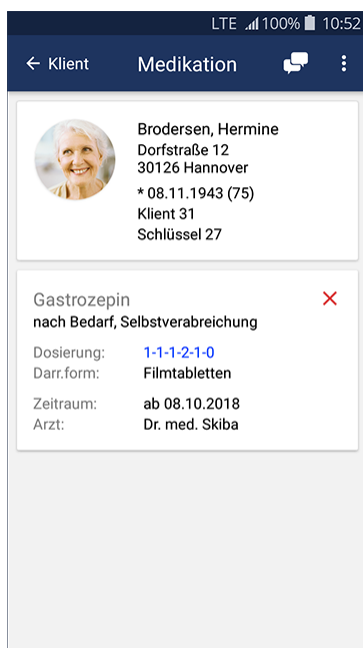 LTE 100% 10:52
← Klient Medikation
Brodersen, Hermine
Dorfstraße 12
30126 Hannover
* 08.11.1943 (75)
Klient 31
Schlüssel 27
Gastrozepin
nach Bedarf, Selbstverabreichung
Dosierung: 1-1-1-2-1-0
Darr.form: Filmtabletten
Zeitraum: ab 08.10.2018
Arzt: Dr. med. Skiba